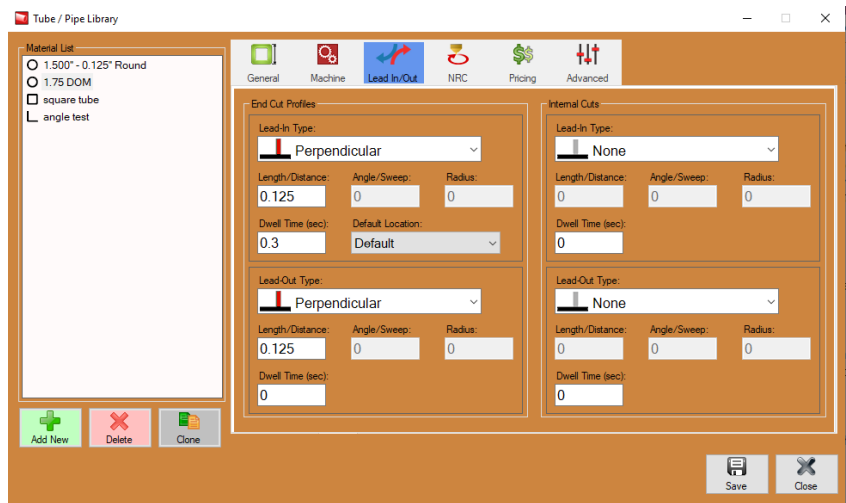 Tube / Pipe Library
Material List
1.500" - 0.125" Round
1.75 DOM
square tube
angle test
Add New
Delete
Clone
General
Machine
Lead In/Out
NRC
Pricing
Advanced
End Cut Profiles
Lead-In Type:
Perpendicular
Length/Distance: Angle/Sweep: Radius:
0.125 0 0
Dwell Time (sec): Default Location:
0.3 Default
Lead-Out Type:
Perpendicular
Length/Distance: Angle/Sweep: Radius:
0.125 0 0
Dwell Time (sec):
0
Internal Cuts
Lead-In Type:
None
Length/Distance: Angle/Sweep: Radius:
0 0 0
Dwell Time (sec):
0
Lead-Out Type:
None
Length/Distance: Angle/Sweep: Radius:
0 0 0
Dwell Time (sec):
0
Save
Close